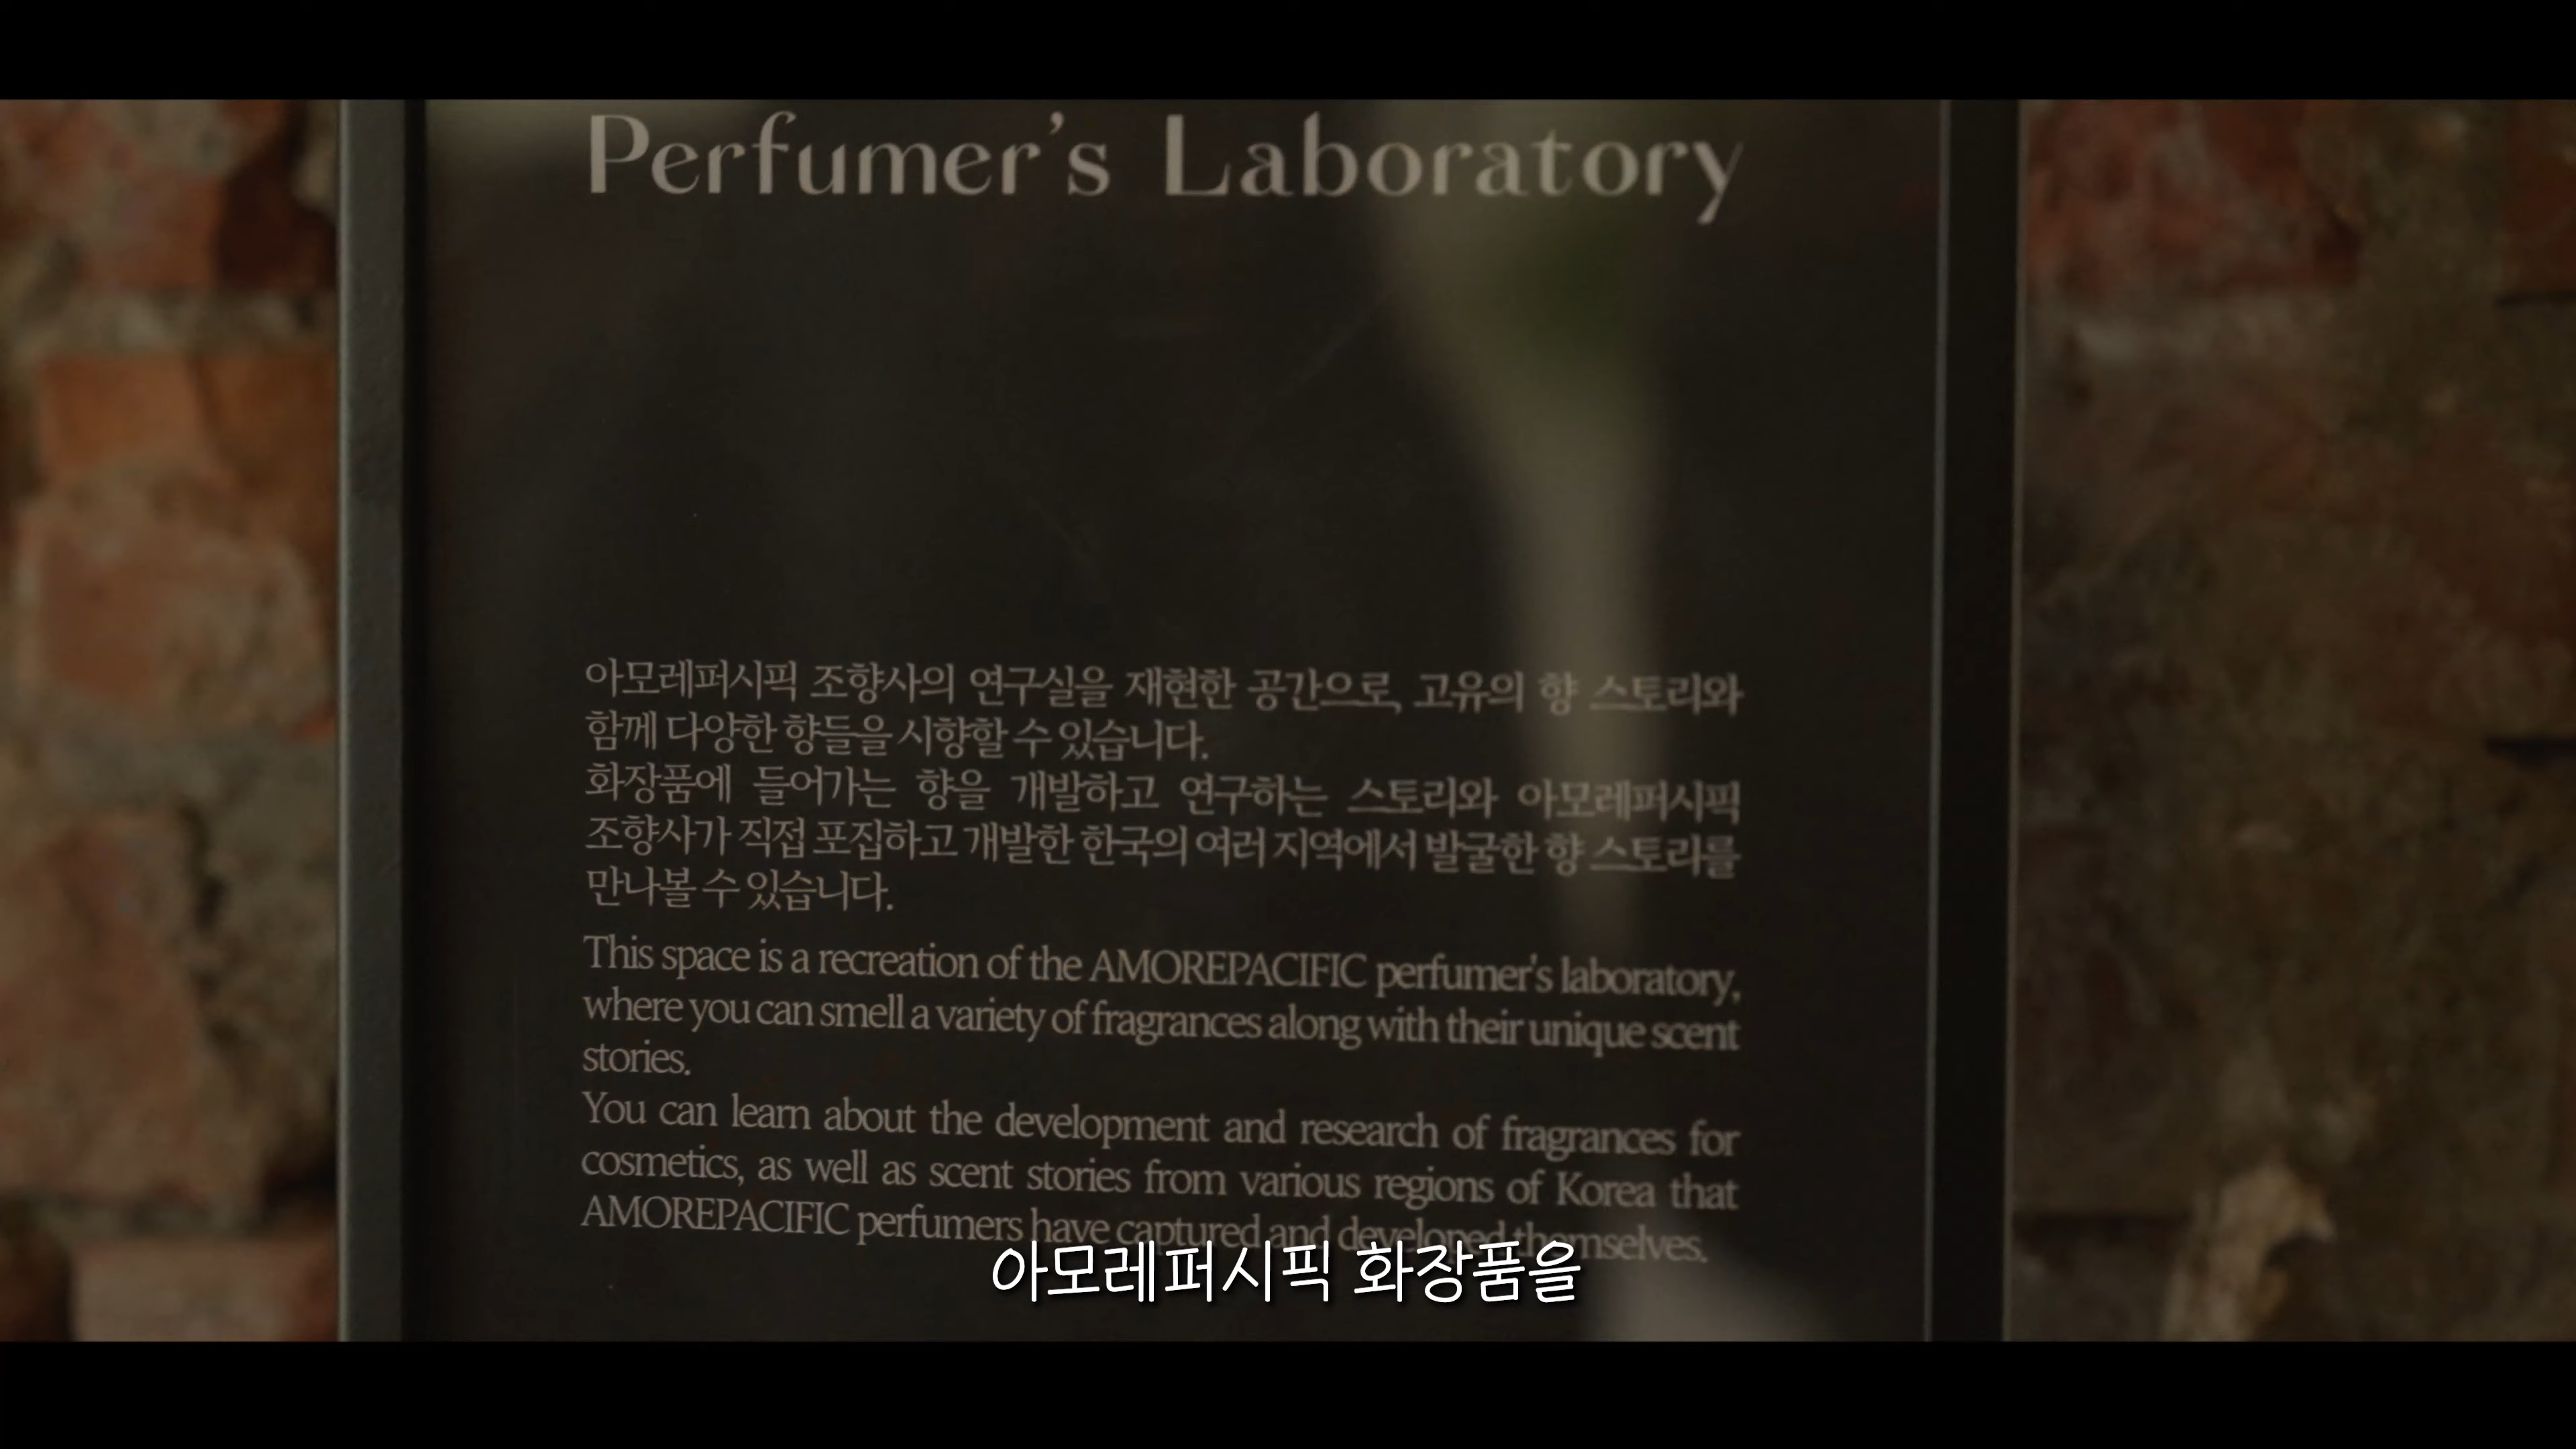 Perfumer’s Laboratory
아모레퍼시픽 조향사의 연구실을 재현한 공간으로, 고유의 향 스토리와
함께 다양한 향들을 시향할 수 있습니다.
화장품에 들어가는 향을 개발하고 연구하는 스토리와 아모레퍼시픽
조향사가 직접 포집하고 개발한 한국의 여러 지역에서 발굴한 향 스토리를
만나볼 수 있습니다.
This space is a recreation of the AMOREPACIFIC perfumer's laboratory,
where you can smell a variety of fragrances along with their unique scent
stories.
You can learn about the development and research of fragrances for
cosmetics, as well as scent stories from various regions of Korea that
AMOREPACIFIC perfumers have captured and developed themselves.
아모레퍼시픽 화장품을